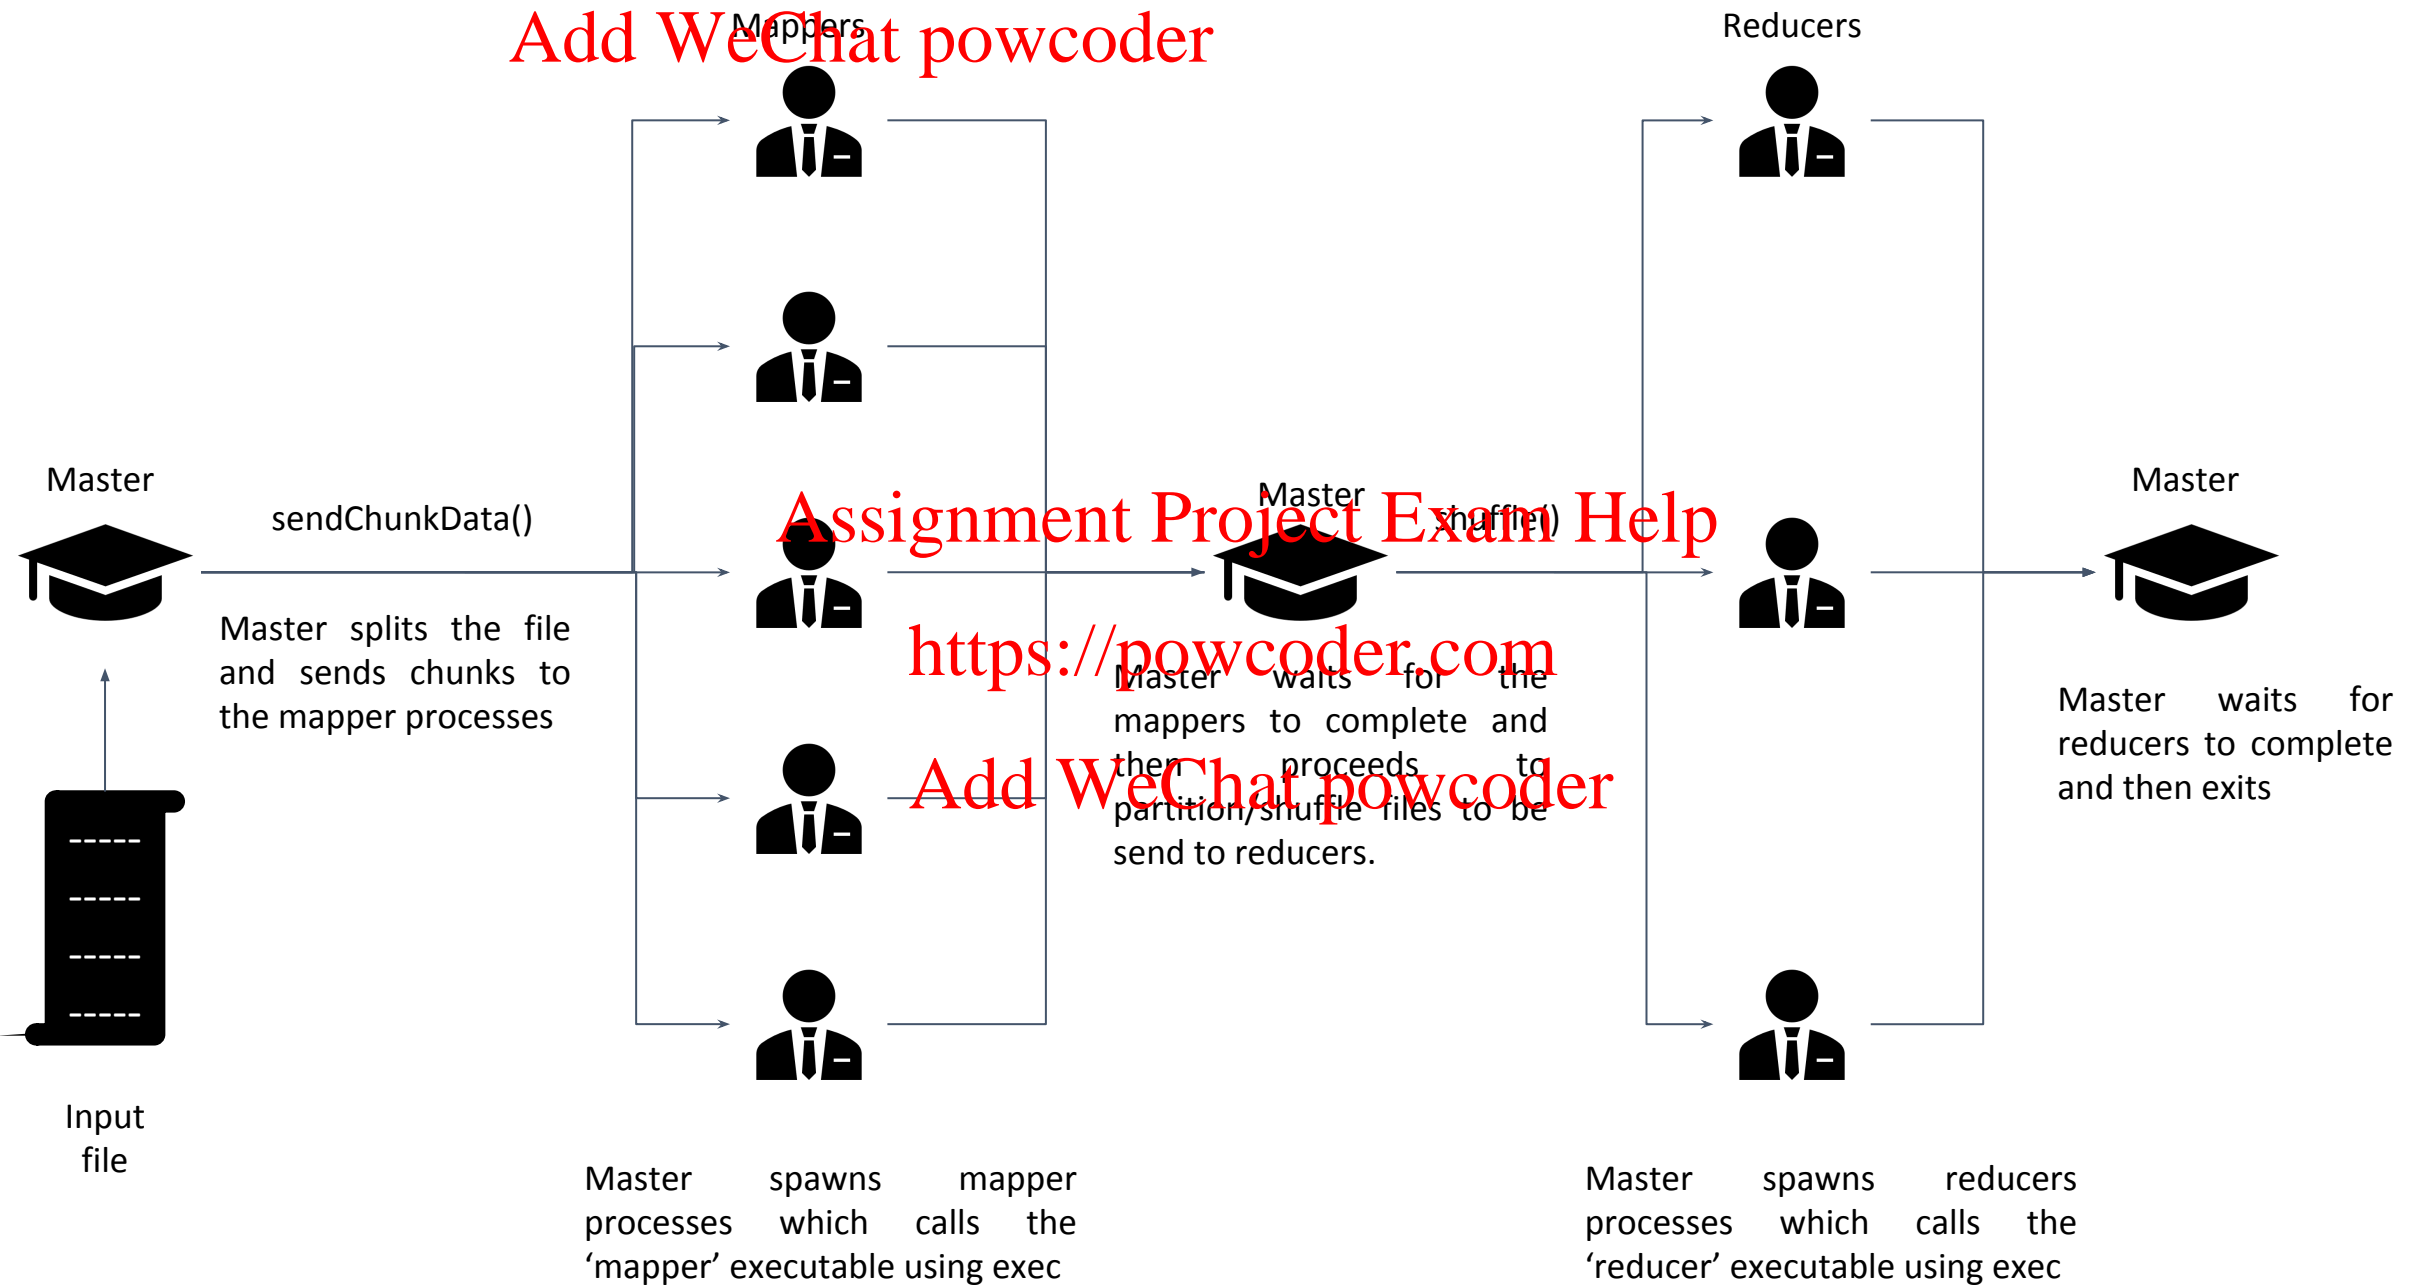 Add WeChat powcoder
Mappers
Reducers
Master
sendChunkData()
Master splits the file
and sends chunks to
the mapper processes
Input
file
Assignment Project Exam Help
Master
shuffle()
https://powcoder.com
Master waits for the
mappers to complete and
then proceeds to
Add WeChat powcoder
partition/shuffle files to be
send to reducers.
Master
Master waits for
reducers to complete
and then exits
Master spawns mapper
processes which calls the
‘mapper’ executable using exec
Master spawns reducers
processes which calls the
‘reducer’ executable using exec